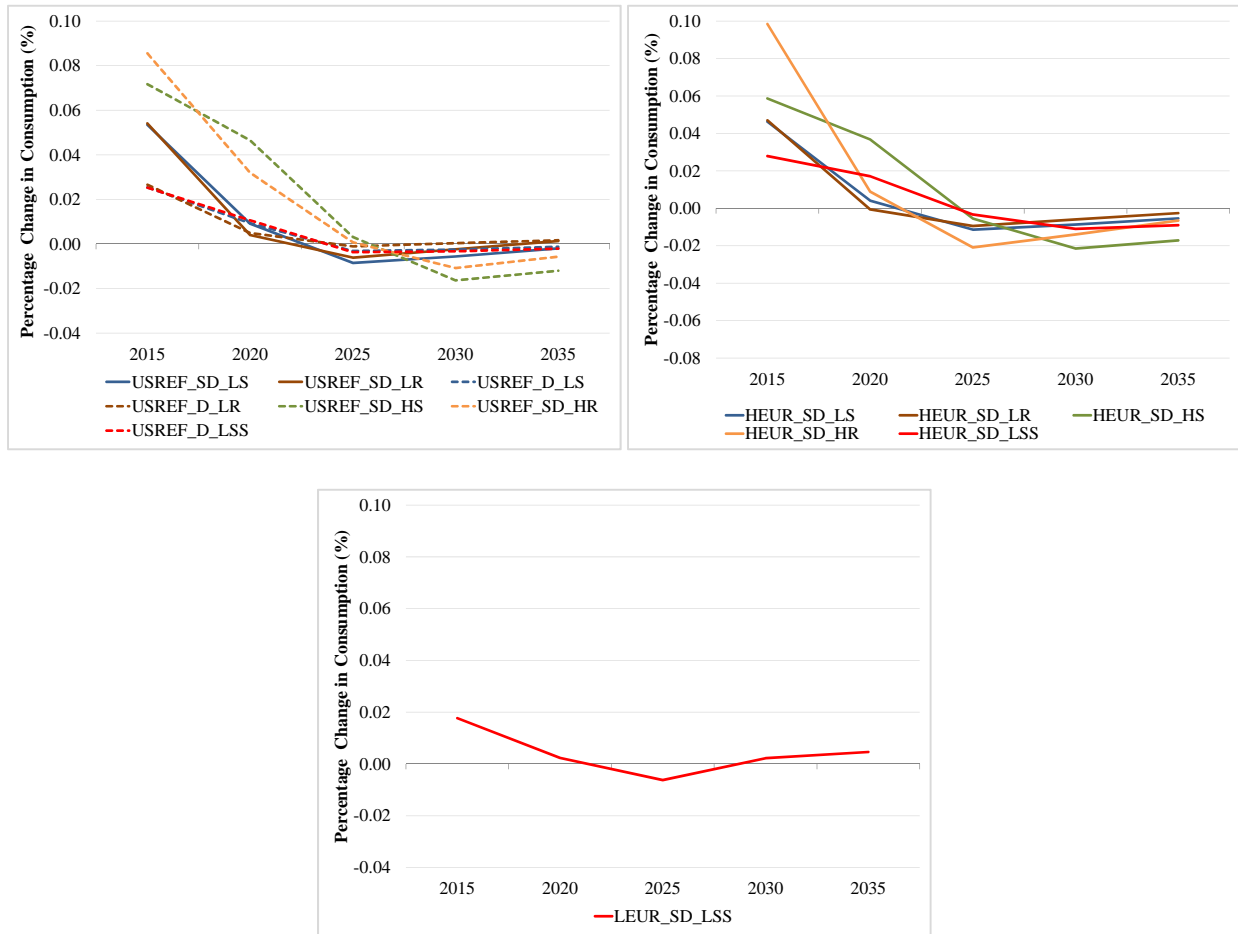 Percentage Change in Consumption (%)
0.10
0.08
0.06
0.04
0.02
0.00
-0.02
-0.04
2015 2020 2025 2030 2035
USREF_SD_LS USREF_SD_LR USREF_D_LS
USREF_D_LR USREF_SD_HS USREF_SD_HR
USREF_D_LSS
Percentage Change in Consumption (%)
0.10
0.08
0.06
0.04
0.02
0.00
-0.02
-0.04
-0.06
-0.08
2015 2020 2025 2030 2035
HEUR_SD_LS HEUR_SD_LR HEUR_SD_HS
HEUR_SD_HR HEUR_SD_LSS
Percentage Change in Consumption (%)
0.10
0.08
0.06
0.04
0.02
0.00
-0.02
-0.04
2015 2020 2025 2030 2035
LEUR_SD_LSS